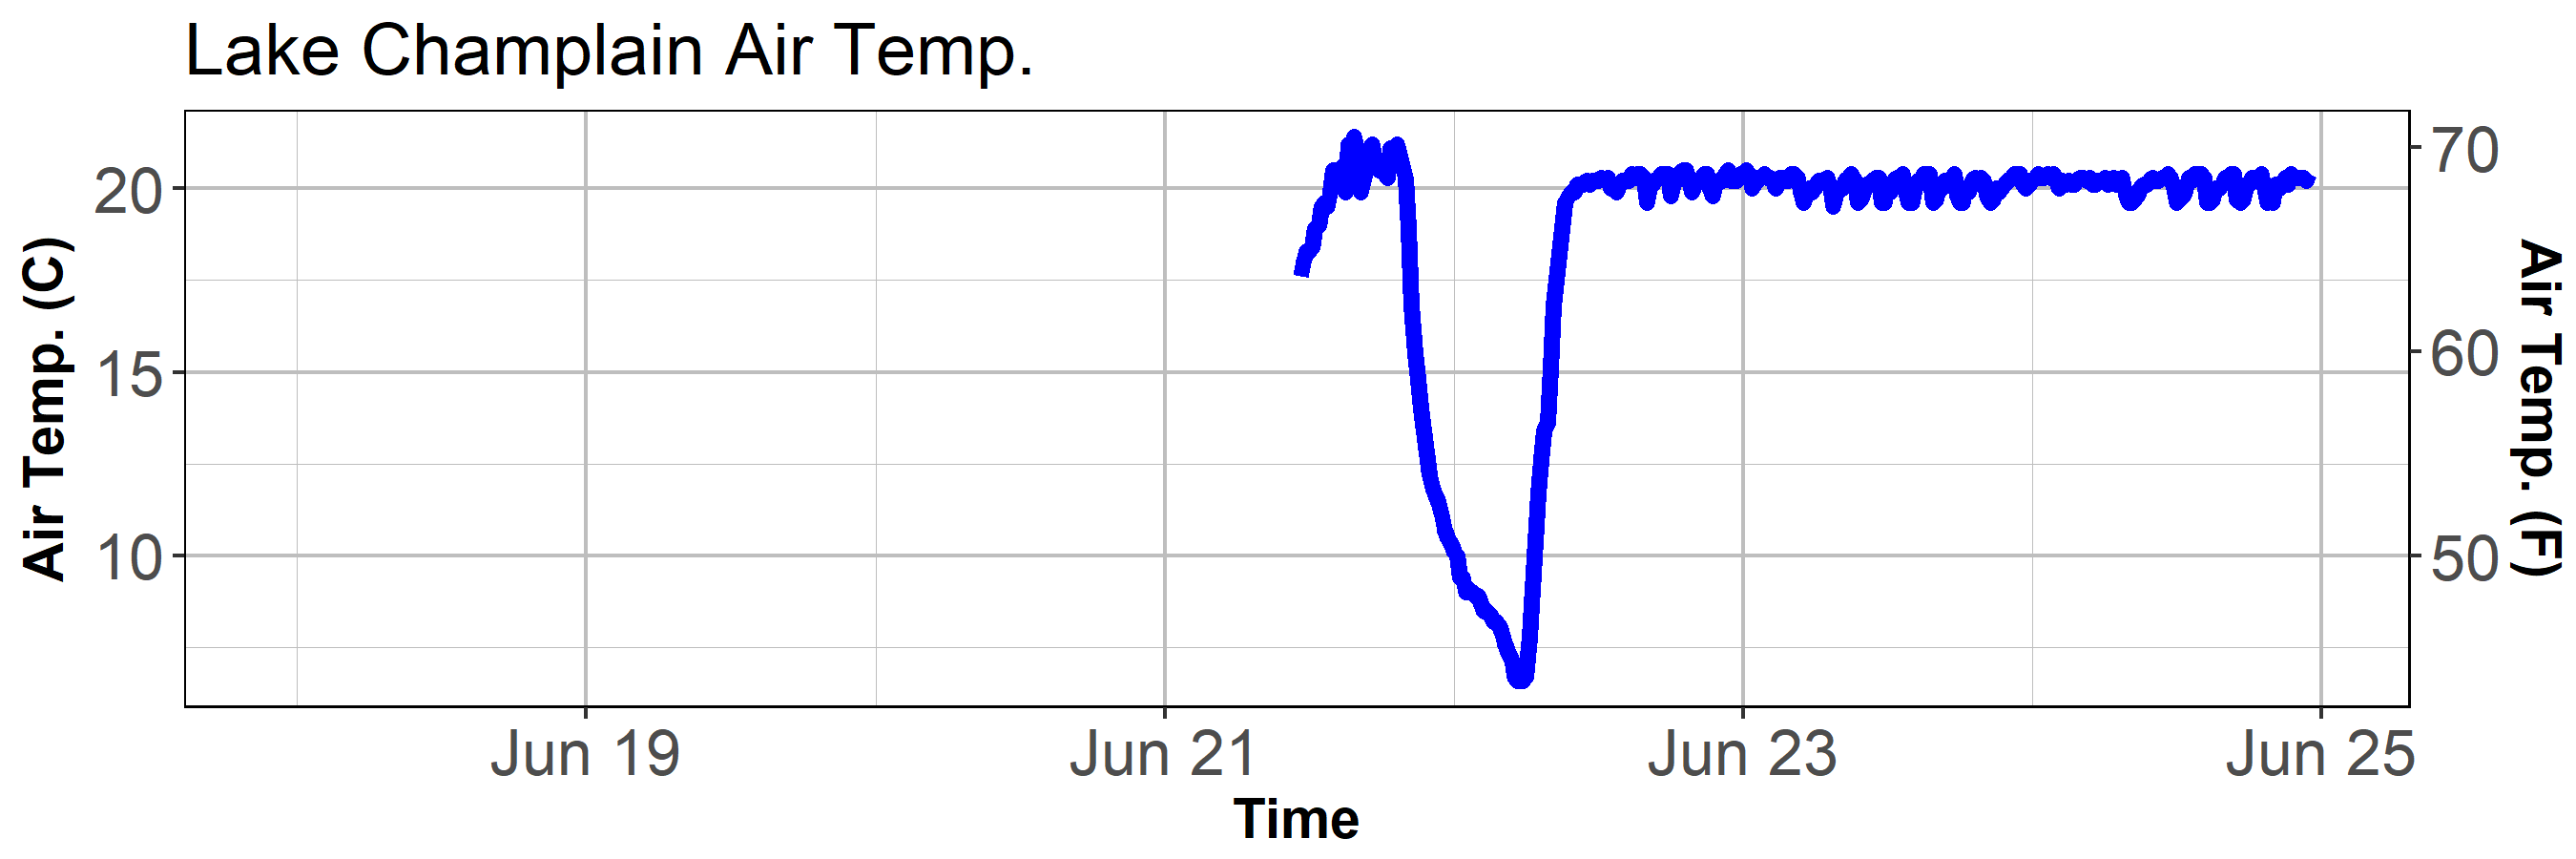 Lake Champlain Air Temp.
Air Temp. (C)
20
15
10
70
60
50
Air Temp. (F)
Jun 19
Jun 21
Jun 23
Jun 25
Time